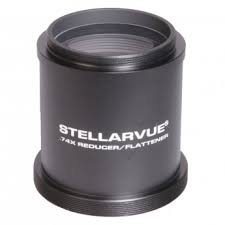 STELLARVUE®
.74X REDUCER/FLATTENER